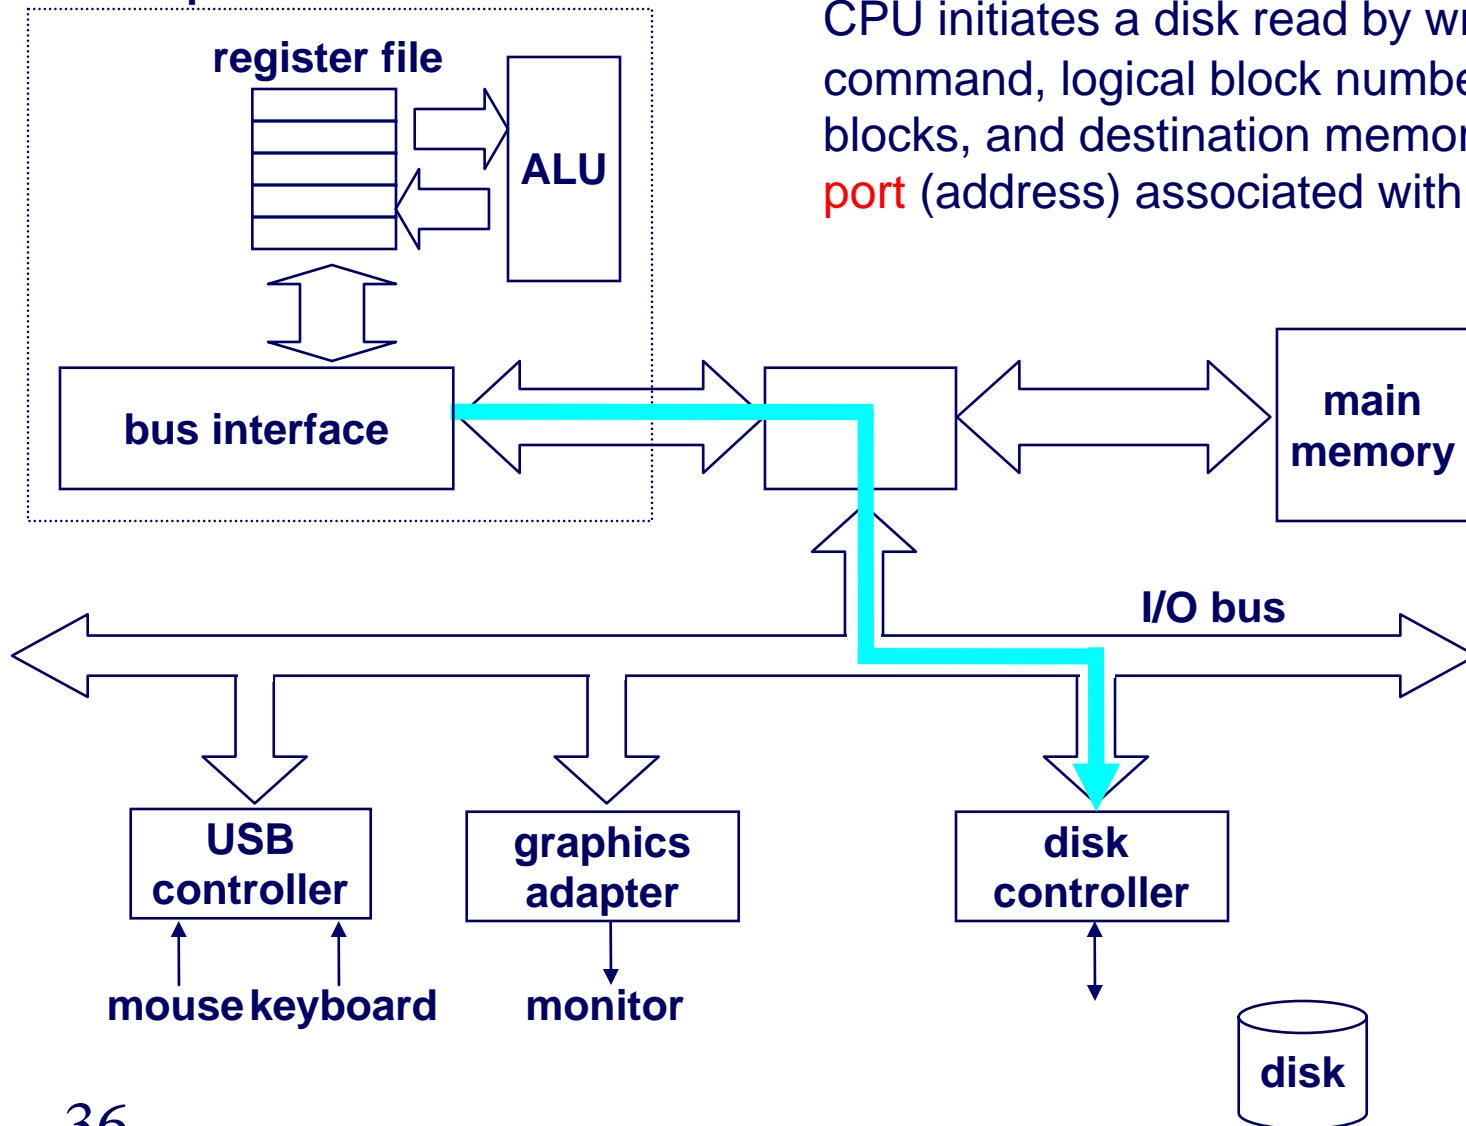 CPU initiates a disk read by
command, logical block
blocks, and destination
port (address) associated with
register file
ALU
bus interface
main
memory
I/O bus
USB
controller
graphics
adapter
disk
controller
mouse keyboard
monitor
disk
36